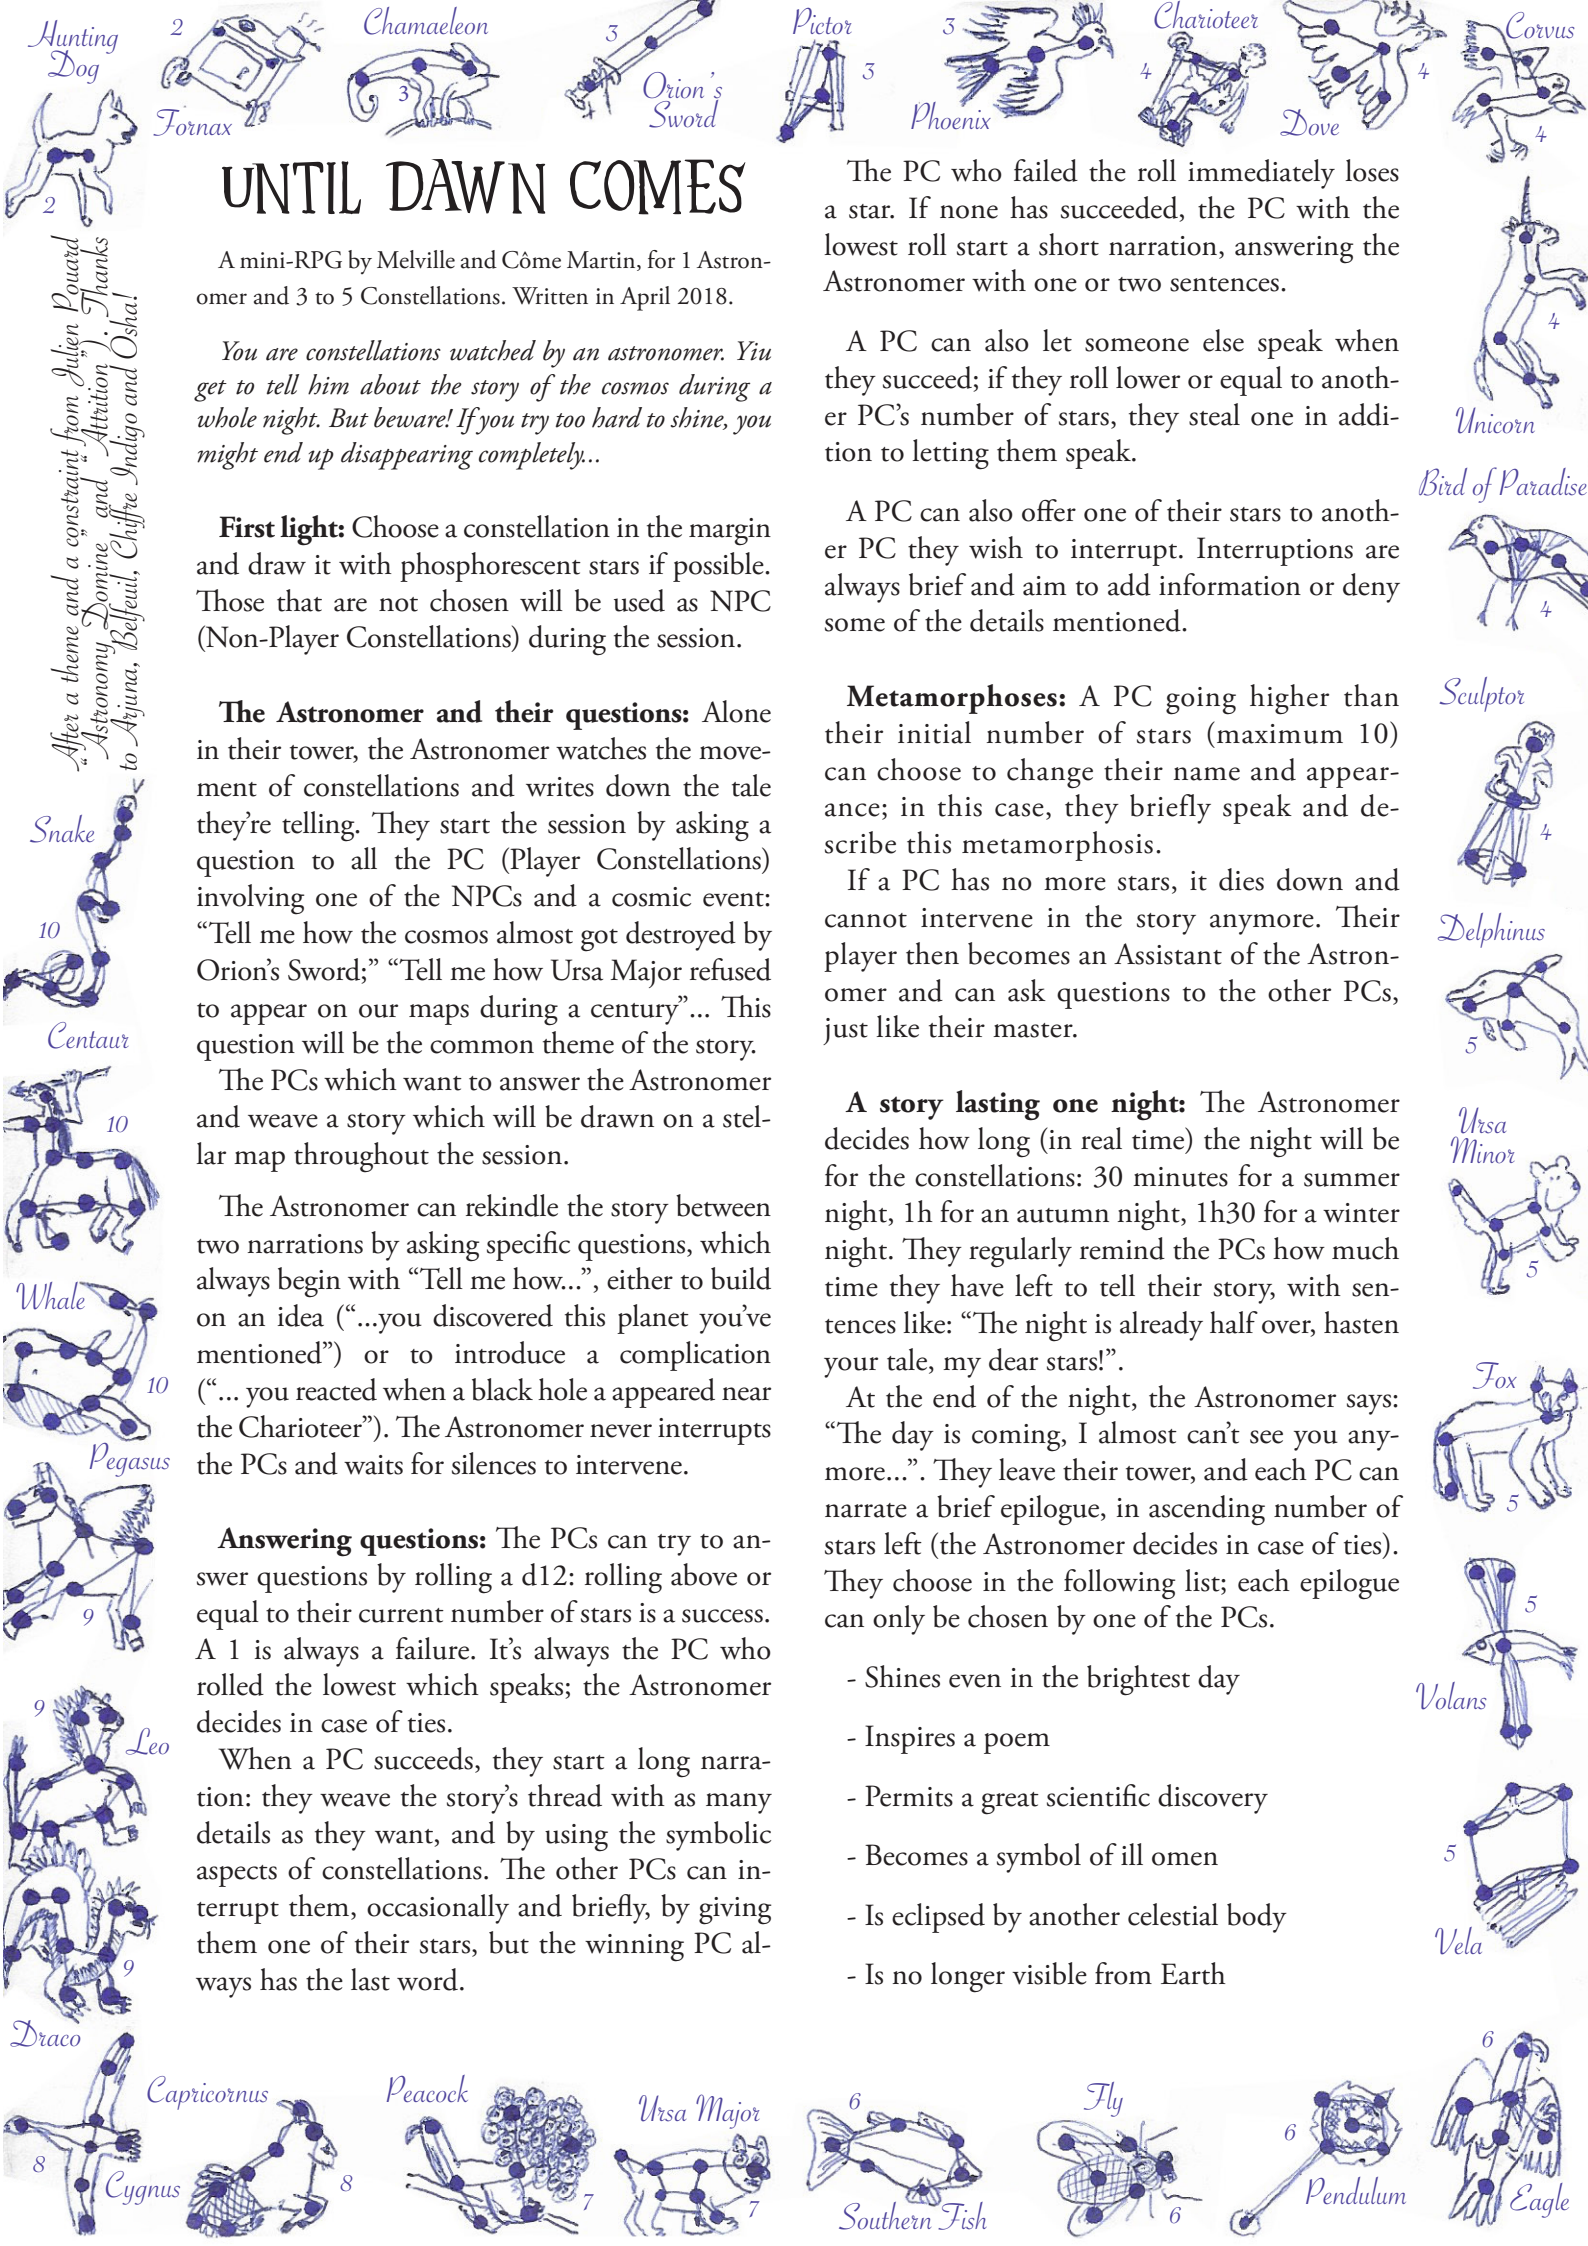 Hunting
Dog
2
2
Fornax
Chamaeleon
3
3
Orion's
Sword
Pictor
3
3
Phoenix
Charioteer
4
Dove
4
Corvus
4
UNTIL DAWN COMES
A mini-RPG by Melville and Côme Martin, for 1 Astron-
omer and 3 to 5 Constellations. Written in April 2018.
You are constellations watched by an astronomer. Yiu
get to tell him about the story of the cosmos during a
whole night. But beware! If you try too hard to shine, you
might end up disappearing completely...
First light: Choose a constellation in the margin
and draw it with phosphorescent stars if possible.
Those that are not chosen will be used as NPC
(Non-Player Constellations) during the session.
The Astronomer and their questions: Alone
in their tower, the Astronomer watches the move-
ment of constellations and writes down the tale
they're telling. They start the session by asking a
question to all the PC (Player Constellations)
involving one of the NPCs and a cosmic event:
“Tell me how the cosmos almost got destroyed by
Orion's Sword;” “Tell me how Ursa Major refused
to appear on our maps during a century”... This
question will be the common theme of the story.
The PCs which want to answer the Astronomer
and weave a story which will be drawn on a stel-
lar map throughout the session.
The Astronomer can rekindle the story between
two narrations by asking specific questions, which
always begin with “Tell me how...”, either to build
on an idea (“...you discovered this planet you've
mentioned”) or to introduce a complication
(“... you reacted when a black hole a appeared near
the Charioteer”). The Astronomer never interrupts
the PCs and waits for silences to intervene.
Answering questions: The PCs can try to an-
swer questions by rolling a d12: rolling above or
equal to their current number of stars is a success.
A 1 is always a failure. It's always the PC who
rolled the lowest which speaks; the Astronomer
decides in case of ties.
When a PC succeeds, they start a long narra-
tion: they weave the story's thread with as many
details as they want, and by using the symbolic
aspects of constellations. The other PCs can in-
terrupt them, occasionally and briefly, by giving
them one of their stars, but the winning PC al-
ways has the last word.
The PC who failed the roll immediately loses
a star. If none has succeeded, the PC with the
lowest roll start a short narration, answering the
Astronomer with one or two sentences.
A PC can also let someone else speak when
they succeed; if they roll lower or equal to anoth-
er PC's number of stars, they steal one in addi-
tion to letting them speak.
A PC can also offer one of their stars to anoth-
er PC they wish to interrupt. Interruptions are
always brief and aim to add information or deny
some of the details mentioned.
Metamorphoses: A PC going higher than
their initial number of stars (maximum 10)
can choose to change their name and appear-
ance; in this case, they briefly speak and de-
scribe this metamorphosis.
If a PC has no more stars, it dies down and
cannot intervene in the story anymore. Their
player then becomes an Assistant of the Astron-
omer and can ask questions to the other PCs,
just like their master.
A story lasting one night: The Astronomer
decides how long (in real time) the night will be
for the constellations: 30 minutes for a summer
night, 1h for an autumn night, 1h30 for a winter
night. They regularly remind the PCs how much
time they have left to tell their story, with sen-
tences like: “The night is already half over, hasten
your tale, my dear stars!”.
At the end of the night, the Astronomer says:
“The day is coming, I almost can't see you any-
more...”. They leave their tower, and each PC can
narrate a brief epilogue, in ascending number of
stars left (the Astronomer decides in case of ties).
They choose in the following list; each epilogue
can only be chosen by one of the PCs.
- Shines even in the brightest day
- Inspires a poem
- Permits a great scientific discovery
- Becomes a symbol of ill omen
- Is eclipsed by another celestial body
- Is no longer visible from Earth
After a theme and a constraint from Julien Pouard
(“Astronomy Domine” and “Attrition”). Thanks
to Arjuna, Belfeuil, Chiffre Indigo and Osha!
Snake
10
Centaur
10
Whale
10
Pegasus
9
9
Leo
9
Draco
8
Cygnus
Capricornus
8
Peacock
7
Ursa Major
7
6
Southern Fish
Fly
6
6
Pendulum
6
Eagle
4
Unicorn
Bird of Paradise
4
Sculptor
4
Delphinus
5
Ursa
Minor
5
Fox
5
5
Volans
5
Vela